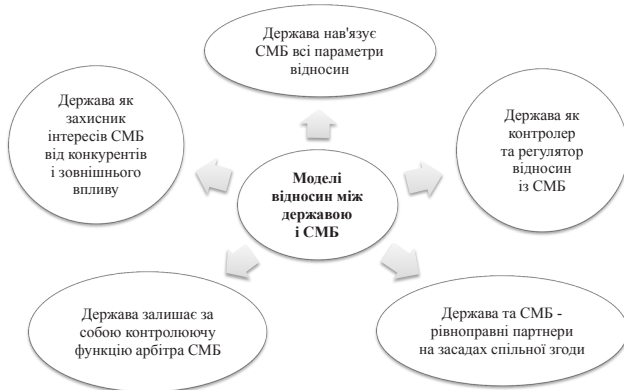 Держава нав'язує
СМБ всі параметри
відносин
Держава як
захисник
інтересів СМБ
від конкурентів
і зовнішнього
впливу
Держава як
контролер
та регулятор
відносин
із СМБ
Моделі
відносин між
державою
і СМБ
Держава залишає за
собою контролюючу
функцію арбітра СМБ
Держава та СМБ -
рівноправні партнери
на засадах спільної згоди